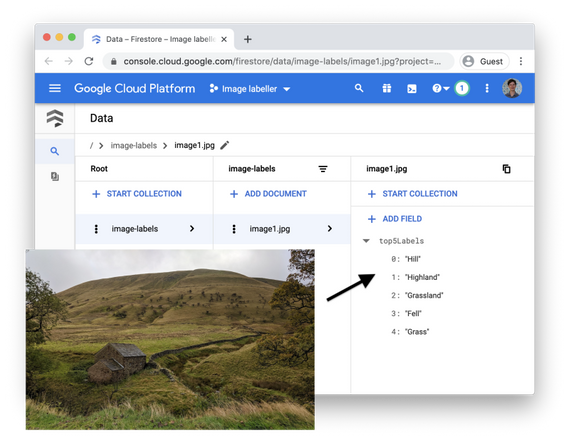 Data – Firestore – Image labelle
console.cloud.google.com/firestore/data/image-labels/image1.jpg?project=...
Guest
Google Cloud Platform
Image labeller
1
Data
/ > image-labels > image1.jpg
Root
image-labels
image1.jpg
+ START COLLECTION
+ ADD DOCUMENT
+ START COLLECTION
+ ADD FIELD
image-labels
image1.jpg
top5Labels
0: "Hill"
1: "Highland"
2: "Grassland"
3: "Fell"
4: "Grass"